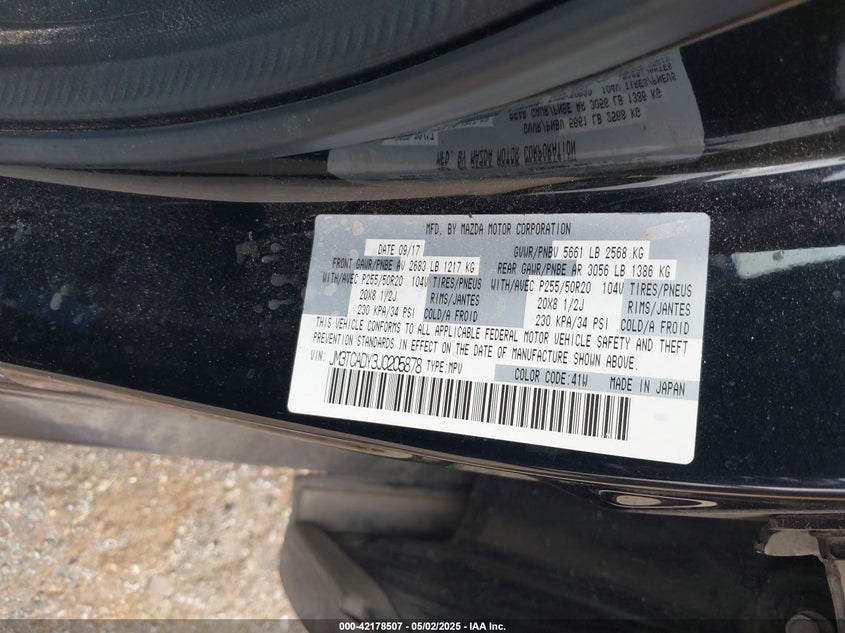 MFD. BY MAZDA MOTOR CORPORATION
DATE 09/17 GVWR/PNBV 5661 LB 2568 KG
FRONT GAWR/PNBE AV 2683 LB 1217 KG REAR GAWR/PNBE AR 3056 LB 1386 KG
WITH/AVEC P255/50R20 104V TIRES/PNEUS WITH/AVEC P255/50R20 104V TIRES/PNEUS
20X8 1/2J RIMS/JANTES 20X8 1/2J RIMS/JANTES
230 KPA/34 PSI COLD/A FROID 230 KPA/34 PSI COLD/A FROID
THIS VEHICLE CONFORMS TO ALL APPLICABLE FEDERAL MOTOR VEHICLE SAFETY AND THEFT
PREVENTION STANDARDS IN EFFECT ON THE DATE OF MANUFACTURE SHOWN ABOVE.
VIN: JM3TCADY3J0205878 TYPE:MPV COLOR CODE:41W MADE IN JAPAN
000-42178507 - 05/02/2025 - IAA Inc.